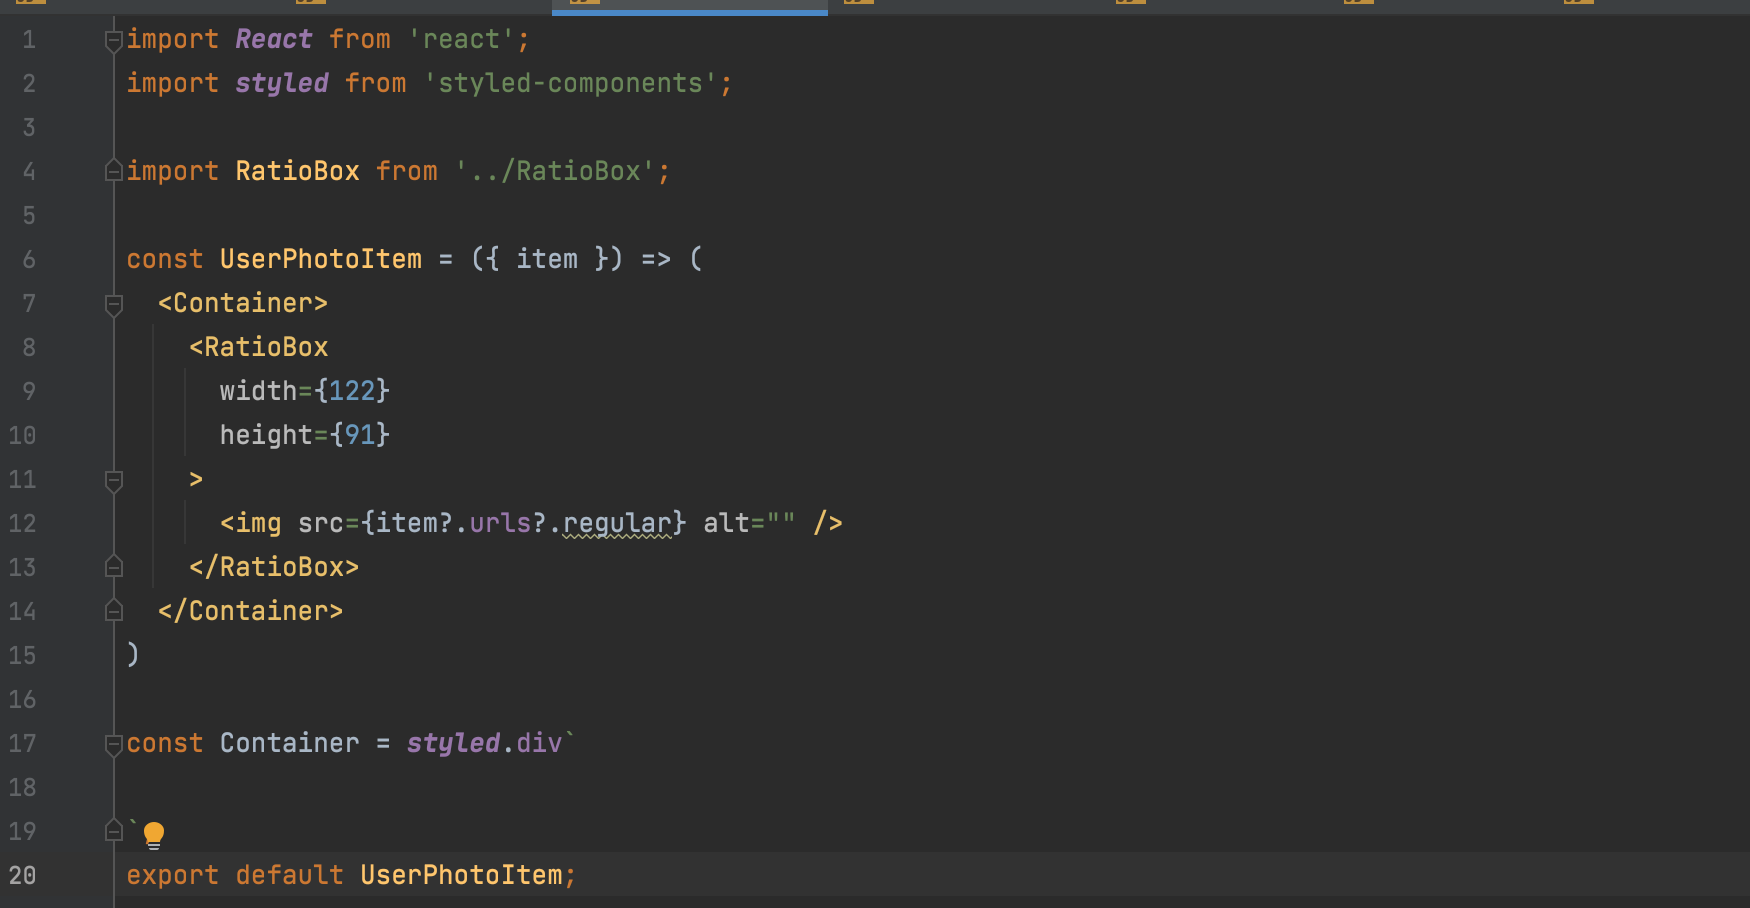 1 import React from 'react';
2 import styled from 'styled-components';
3
4 import RatioBox from '../RatioBox';
5
6 const UserPhotoItem = ({ item }) => (
7   <Container>
8     <RatioBox
9       width={122}
10       height={91}
11     >
12       <img src={item?.urls?.regular} alt="" />
13     </RatioBox>
14   </Container>
15 )
16
17 const Container = styled.div`
18
19 `
20 export default UserPhotoItem;